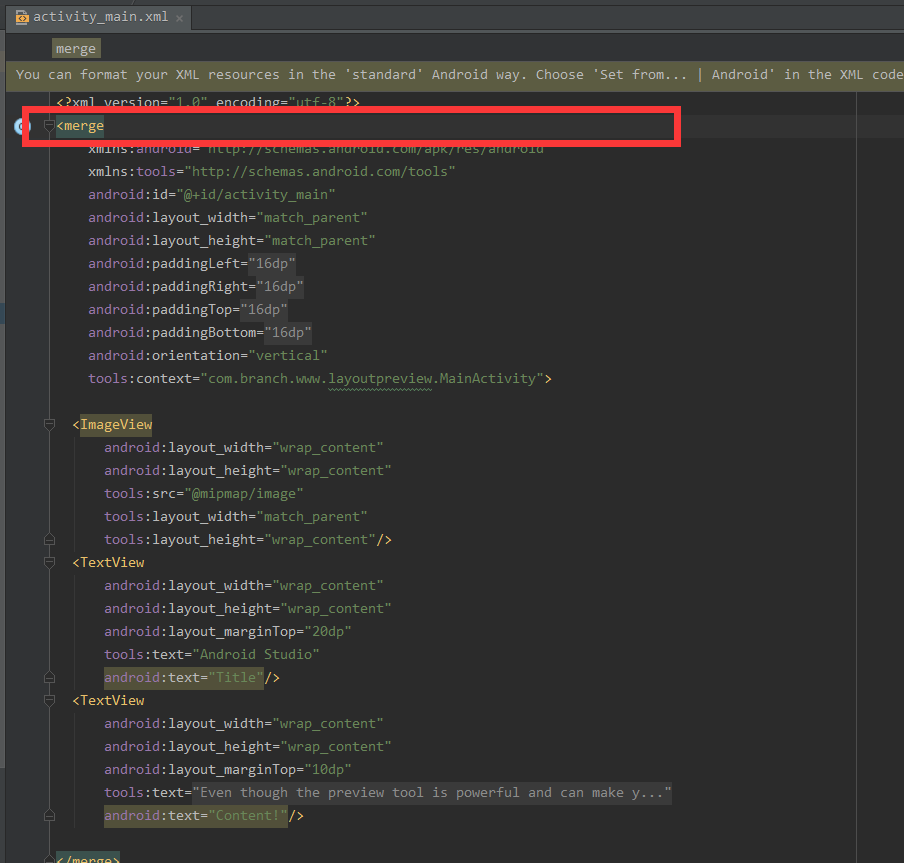 activity_main.xml
merge
You can format your XML resources in the 'standard' Android way. Choose 'Set from... | Android' in the XML code
<?xml version="1.0" encoding="utf-8"?>
<merge
xmlns:android="http://schemas.android.com/apk/res/android"
xmlns:tools="http://schemas.android.com/tools"
android:id="@+id/activity_main"
android:layout_width="match_parent"
android:layout_height="match_parent"
android:paddingLeft="16dp"
android:paddingRight="16dp"
android:paddingTop="16dp"
android:paddingBottom="16dp"
android:orientation="vertical"
tools:context="com.branch.www.layoutpreview.MainActivity">
<ImageView
android:layout_width="wrap_content"
android:layout_height="wrap_content"
tools:src="@mipmap/image"
tools:layout_width="match_parent"
tools:layout_height="wrap_content"/>
<TextView
android:layout_width="wrap_content"
android:layout_height="wrap_content"
android:layout_marginTop="20dp"
tools:text="Android Studio"
android:text="Title"/>
<TextView
android:layout_width="wrap_content"
android:layout_height="wrap_content"
android:layout_marginTop="10dp"
tools:text="Even though the preview tool is powerful and can make y..."
android:text="Content!"/>
</merge>